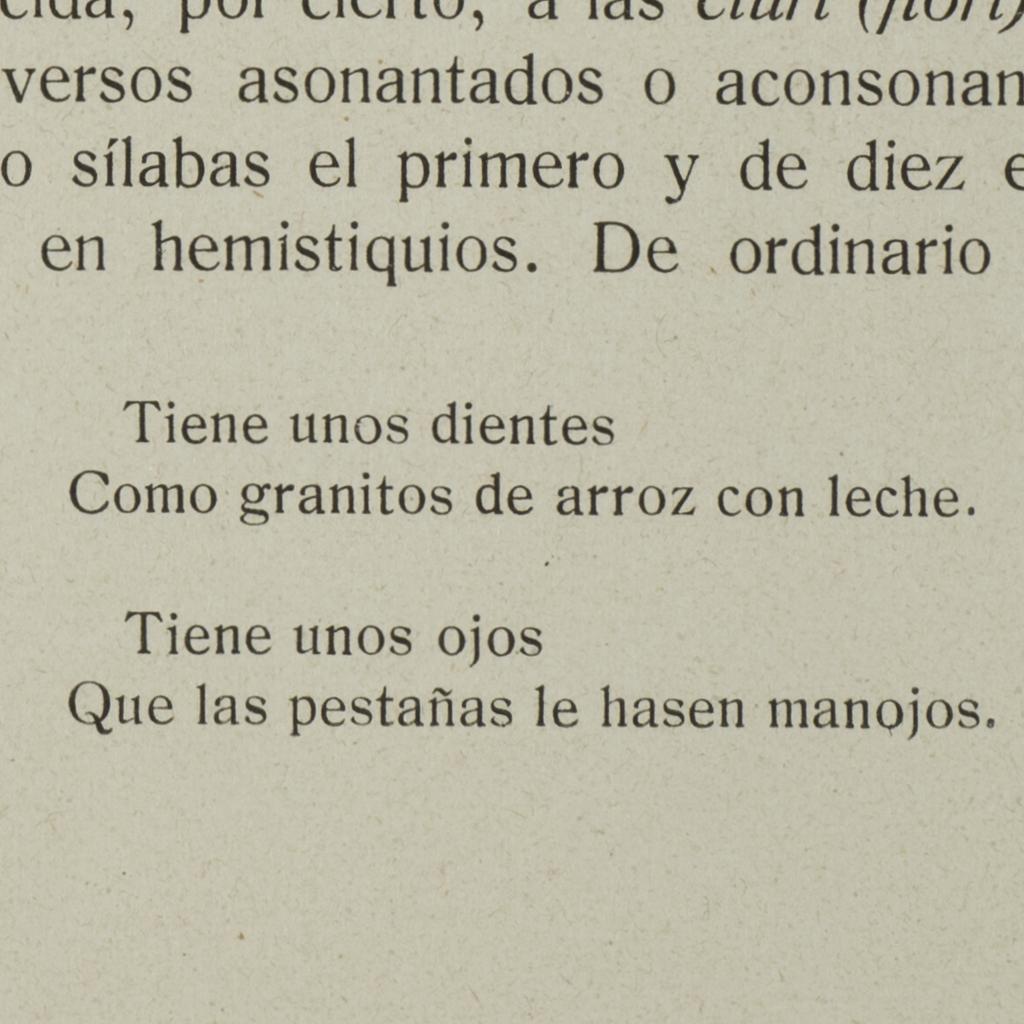 por cierto, a las ciuri (fiori)
versos asonantados o aconsonan
o sílabas el primero y de diez e
en hemistiquios. De ordinario
Tiene unos dientes
Como granitos de arroz con leche.
Tiene unos ojos
Que las pestañas le hasen manojos.